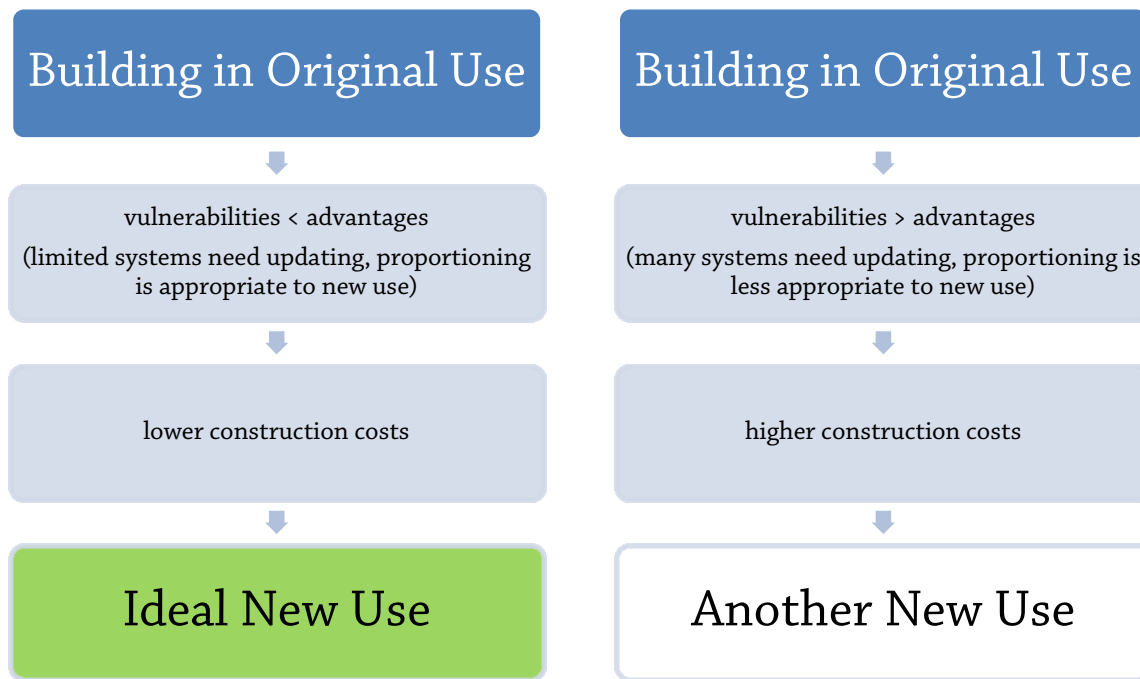 Building in Original Use
vulnerabilities < advantages
(limited systems need updating, proportioning
is appropriate to new use)
lower construction costs
Ideal New Use
Building in Original Use
vulnerabilities > advantages
(many systems need updating, proportioning is
less appropriate to new use)
higher construction costs
Another New Use